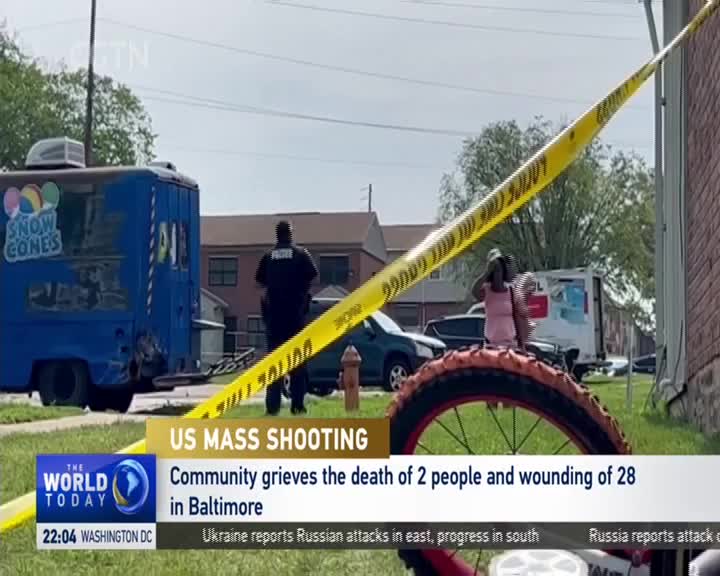 CGTN
SNOW
CONES
POLICE
US MASS SHOOTING
THE
WORLD
TODAY
Community grieves the death of 2 people and wounding of 28
in Baltimore
22:04 WASHINGTON DC
Ukraine reports Russian attacks in east, progress in south Russia reports attack